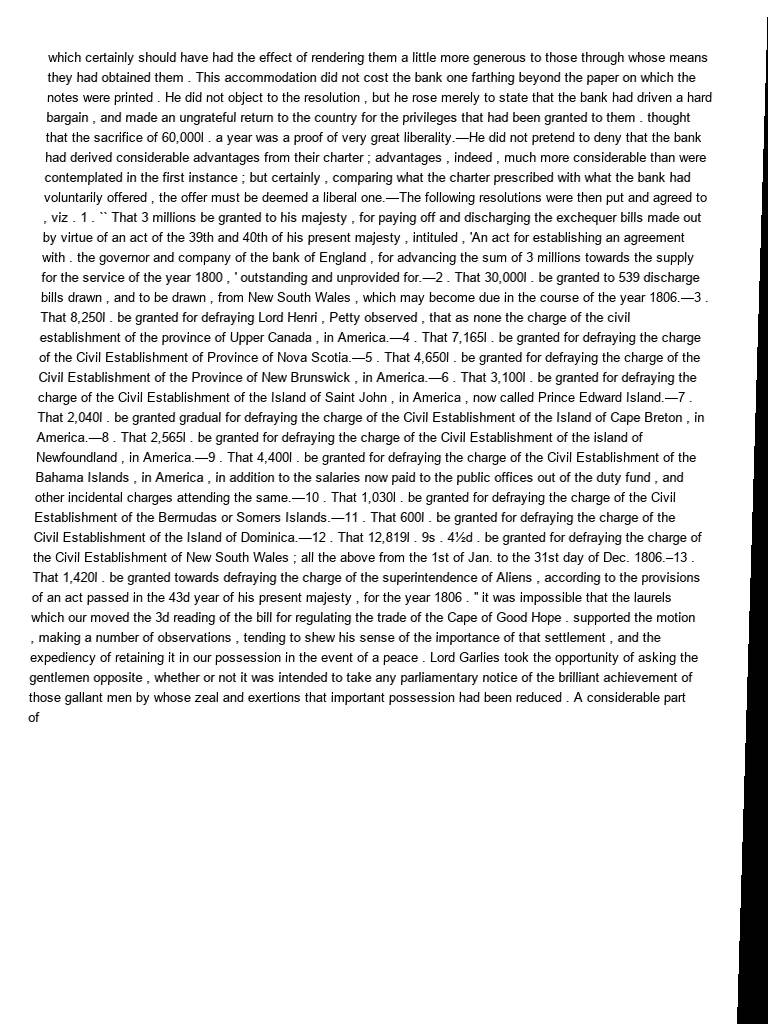 which certainly should have had the effect of rendering them a little more generous to those through whose means
they had obtained them . This accommodation did not cost the bank one farthing beyond the paper on which the
notes were printed . He did not object to the resolution , but he rose merely to state that the bank had driven a hard
bargain , and made an ungrateful return to the country for the privileges that had been granted to them . thought
that the sacrifice of 60,000l . a year was a proof of very great liberality.—He did not pretend to deny that the bank
had derived considerable advantages from their charter ; advantages , indeed , much more considerable than were
contemplated in the first instance ; but certainly , comparing what the charter prescribed with what the bank had
voluntarily offered , the offer must be deemed a liberal one.—The following resolutions were then put and agreed to
, viz . 1 . `` That 3 millions be granted to his majesty , for paying off and discharging the exchequer bills made out
by virtue of an act of the 39th and 40th of his present majesty , intituled , 'An act for establishing an agreement
with . the governor and company of the bank of England , for advancing the sum of 3 millions towards the supply
for the service of the year 1800 , ' outstanding and unprovided for.—2 . That 30,000l . be granted to 539 discharge
bills drawn , and to be drawn , from New South Wales , which may become due in the course of the year 1806.—3 .
That 8,250l . be granted for defraying Lord Henri , Petty observed , that as none the charge of the civil
establishment of the province of Upper Canada , in America.—4 . That 7,165l . be granted for defraying the charge
of the Civil Establishment of Province of Nova Scotia.—5 . That 4,650l . be granted for defraying the charge of the
Civil Establishment of the Province of New Brunswick , in America.—6 . That 3,100l . be granted for defraying the
charge of the Civil Establishment of the Island of Saint John , in America , now called Prince Edward Island.—7 .
That 2,040l . be granted gradual for defraying the charge of the Civil Establishment of the Island of Cape Breton , in
America.—8 . That 2,565l . be granted for defraying the charge of the Civil Establishment of the island of
Newfoundland , in America.—9 . That 4,400l . be granted for defraying the charge of the Civil Establishment of the
Bahama Islands , in America , in addition to the salaries now paid to the public offices out of the duty fund , and
other incidental charges attending the same.—10 . That 1,030l . be granted for defraying the charge of the Civil
Establishment of the Bermudas or Somers Islands.—11 . That 600l . be granted for defraying the charge of the
Civil Establishment of the Island of Dominica.—12 . That 12,819l . 9s . 4½d . be granted for defraying the charge of
the Civil Establishment of New South Wales ; all the above from the 1st of Jan. to the 31st day of Dec. 1806.–13 .
That 1,420l . be granted towards defraying the charge of the superintendence of Aliens , according to the provisions
of an act passed in the 43d year of his present majesty , for the year 1806 . '' it was impossible that the laurels
which our moved the 3d reading of the bill for regulating the trade of the Cape of Good Hope . supported the motion
, making a number of observations , tending to shew his sense of the importance of that settlement , and the
expediency of retaining it in our possession in the event of a peace . Lord Garlies took the opportunity of asking the
gentlemen opposite , whether or not it was intended to take any parliamentary notice of the brilliant achievement of
those gallant men by whose zeal and exertions that important possession had been reduced . A considerable part
of